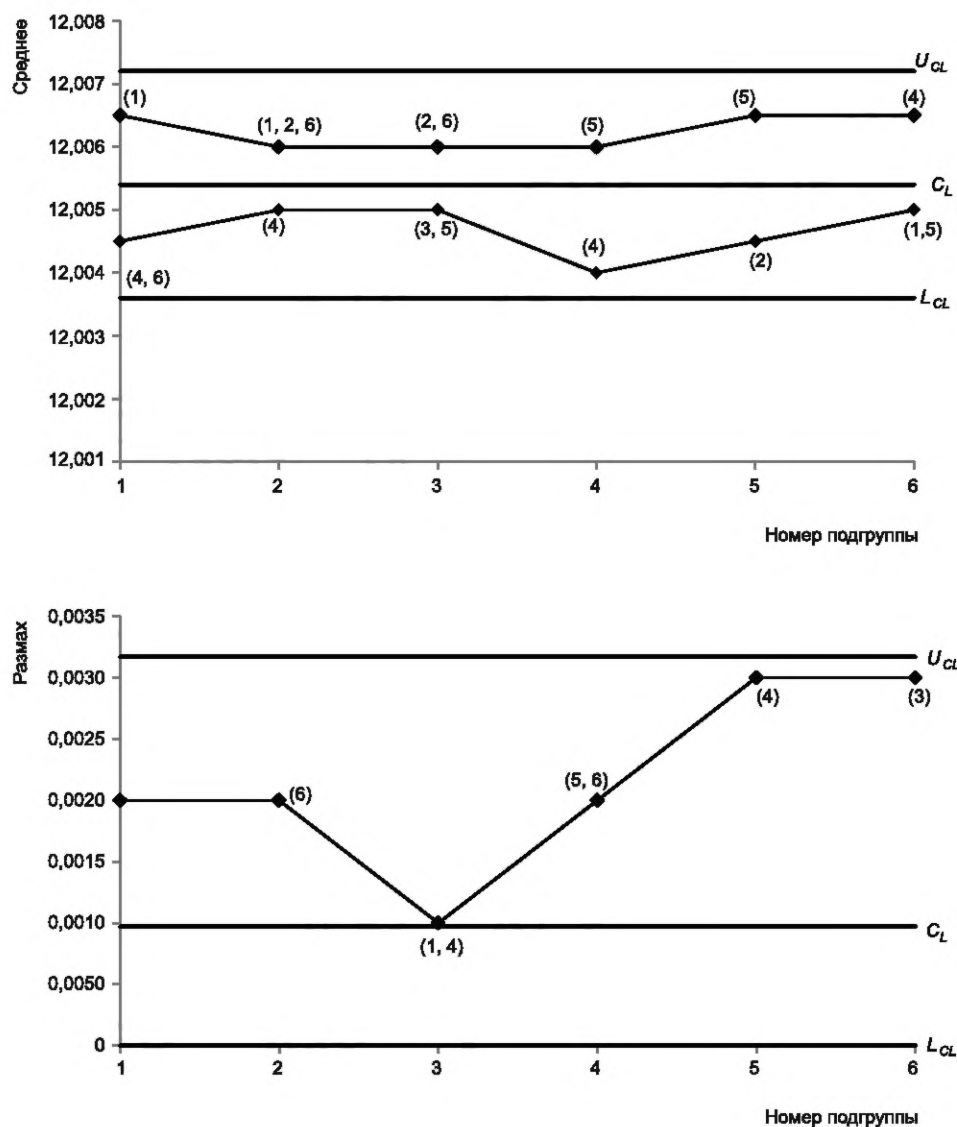 Среднее
12,008
12,007
12,006
12,005
12,004
12,003
12,002
12,001
U_CL
C_L
L_CL
(1)
(1, 2, 6)
(2, 6)
(5)
(5)
(4)
(4, 6)
(4)
(3, 5)
(4)
(2)
(1,5)
1 2 3 4 5 6
Номер подгруппы
Размах
0,0035
0,0030
0,0025
0,0020
0,0015
0,0010
0,0050
0
U_CL
C_L
L_CL
(6)
(1, 4)
(5, 6)
(4)
(3)
1 2 3 4 5 6
Номер подгруппы